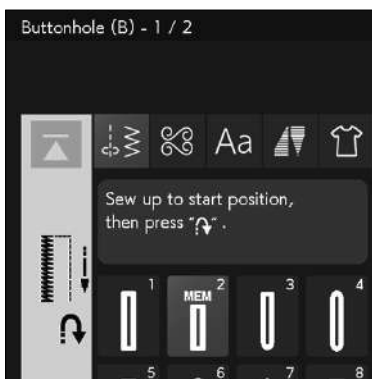 Buttonhole (B) - 1 / 2
Aa
Sew up to start position,
then press "".
1
MEM 2
3
4
5
6
7
8